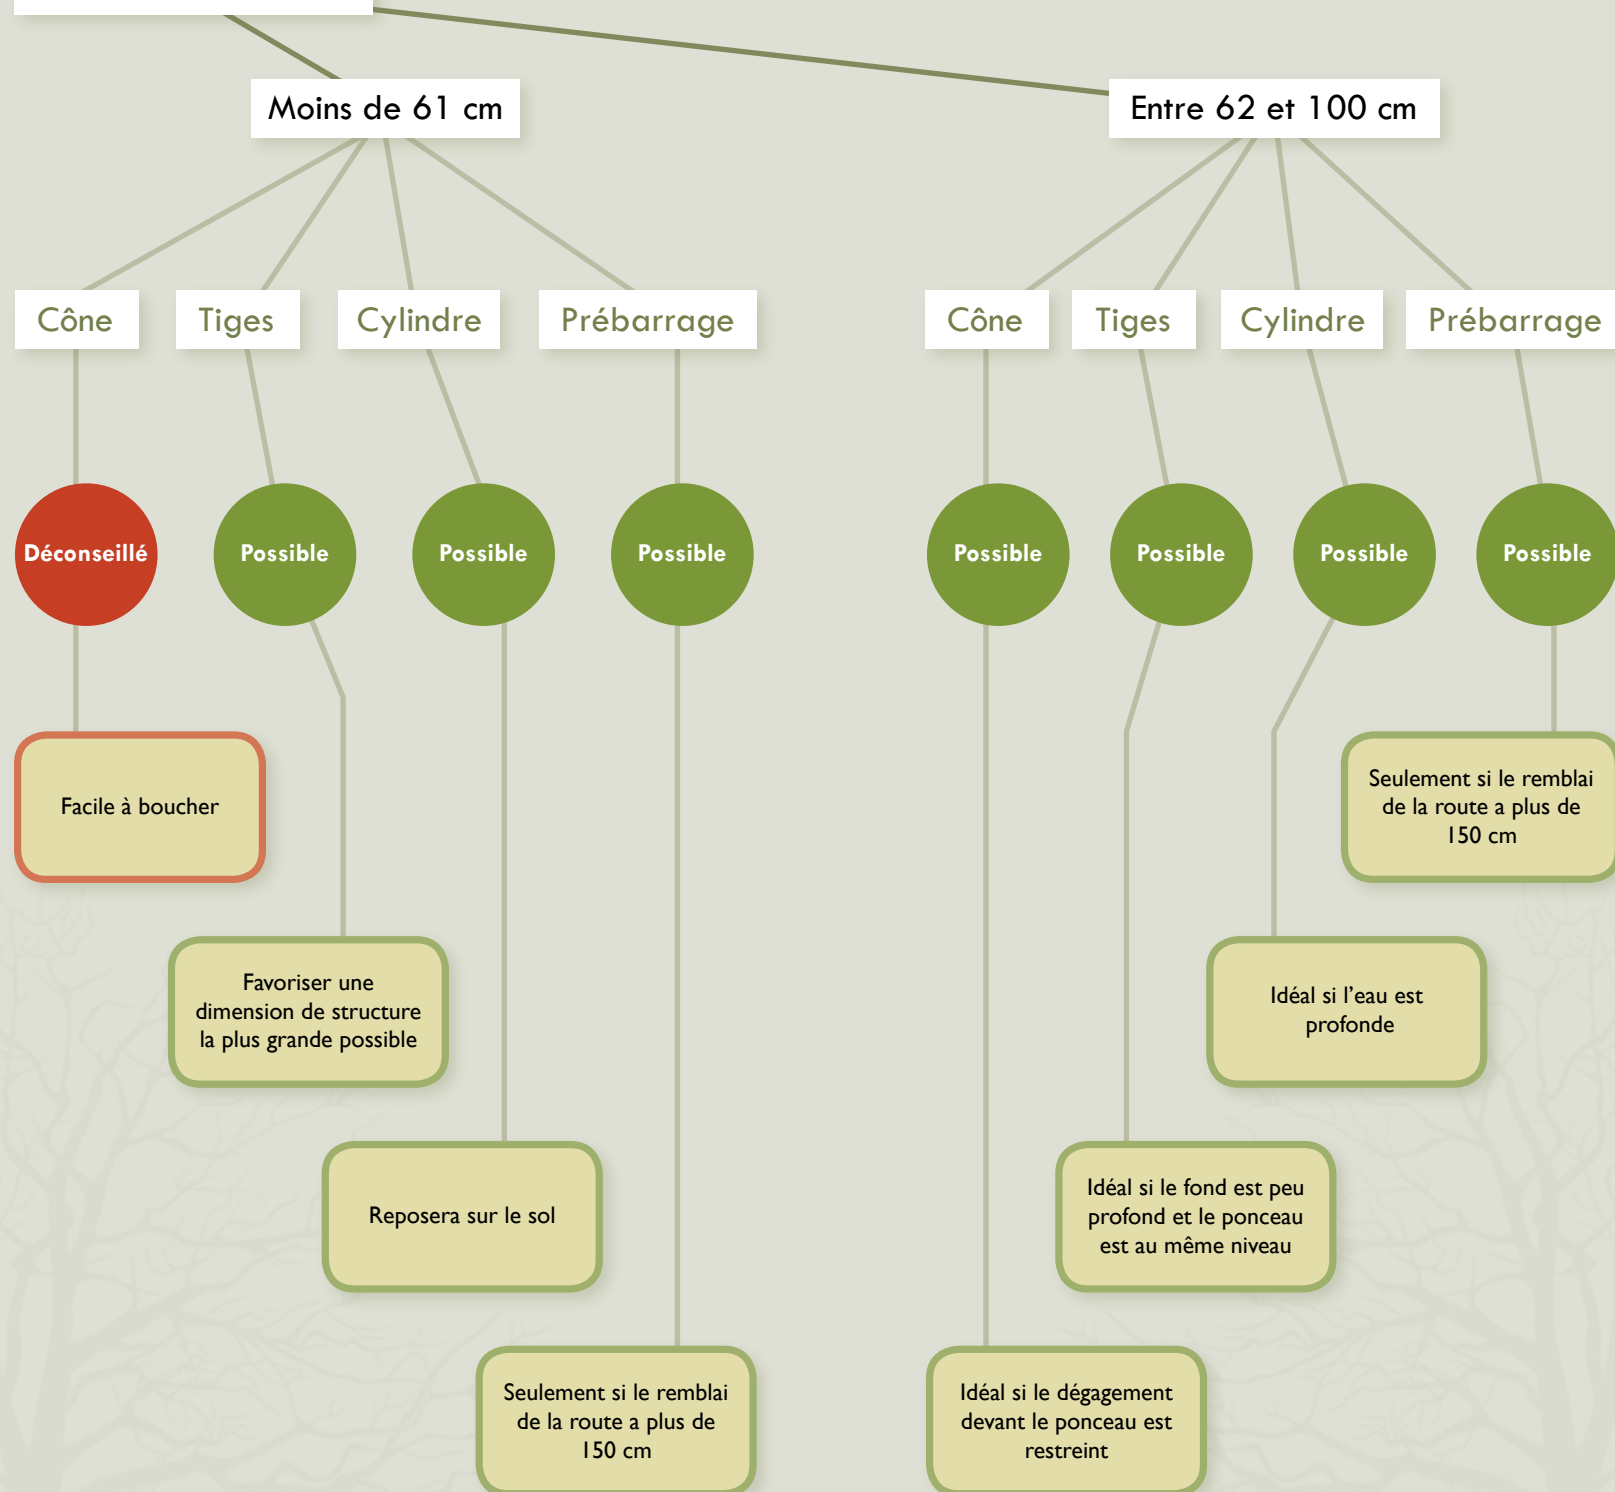 Moins de 61 cm
Entre 62 et 100 cm
Cône
Tiges
Cylindre
Prébarrage
Cône
Tiges
Cylindre
Prébarrage
Déconseillé
Possible
Possible
Possible
Possible
Possible
Possible
Possible
Facile à boucher
Seulement si le remblai
de la route a plus de
150 cm
Favoriser une
dimension de structure
la plus grande possible
Idéal si l’eau est
profonde
Reposera sur le sol
Idéal si le fond est peu
profond et le ponceau
est au même niveau
Seulement si le remblai
de la route a plus de
150 cm
Idéal si le dégagement
devant le ponceau est
restreint